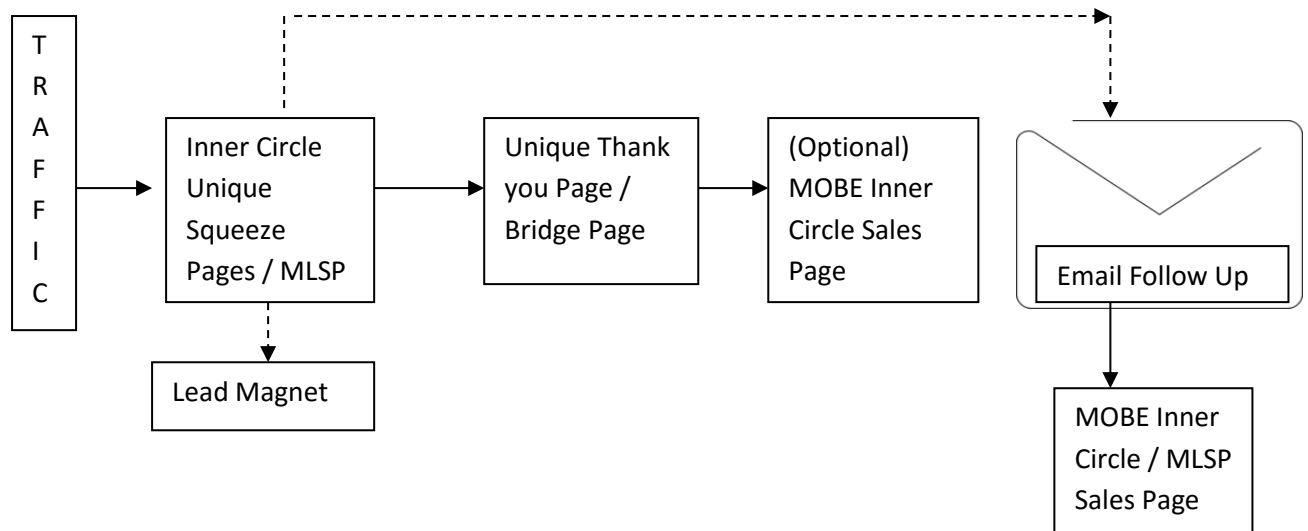 T
R
A
F
F
I
C
Inner Circle
Unique
Squeeze
Pages / MLSP
Unique Thank
you Page /
Bridge Page
(Optional)
MOBE Inner
Circle Sales
Page
Email Follow Up
Lead Magnet
MOBE Inner
Circle / MLSP
Sales Page